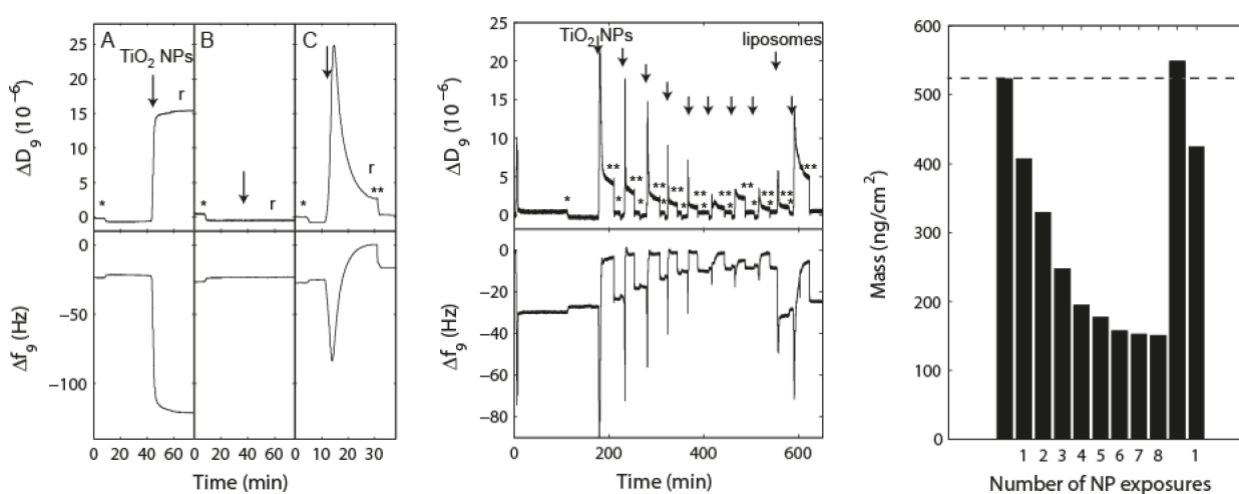 25
20
15
10
5
0
ΔD₉ (10⁻⁶)
A
B
C
TiO₂ NPs
r
r
r
*
*
*
**
0
−50
−100
Δf₉ (Hz)
0 20 40 60
0 20 40 60
0 10 20 30
Time (min)
25
20
15
10
5
0
ΔD₉ (10⁻⁶)
TiO₂ NPs
liposomes
*
**
*
**
*
**
*
**
*
**
*
**
*
**
*
**
*
**
**
0
−20
−40
−60
−80
Δf₉ (Hz)
0 200 400 600
Time (min)
600
500
400
300
200
100
0
Mass (ng/cm²)
1 2 3 4 5 6 7 8 1
Number of NP exposures